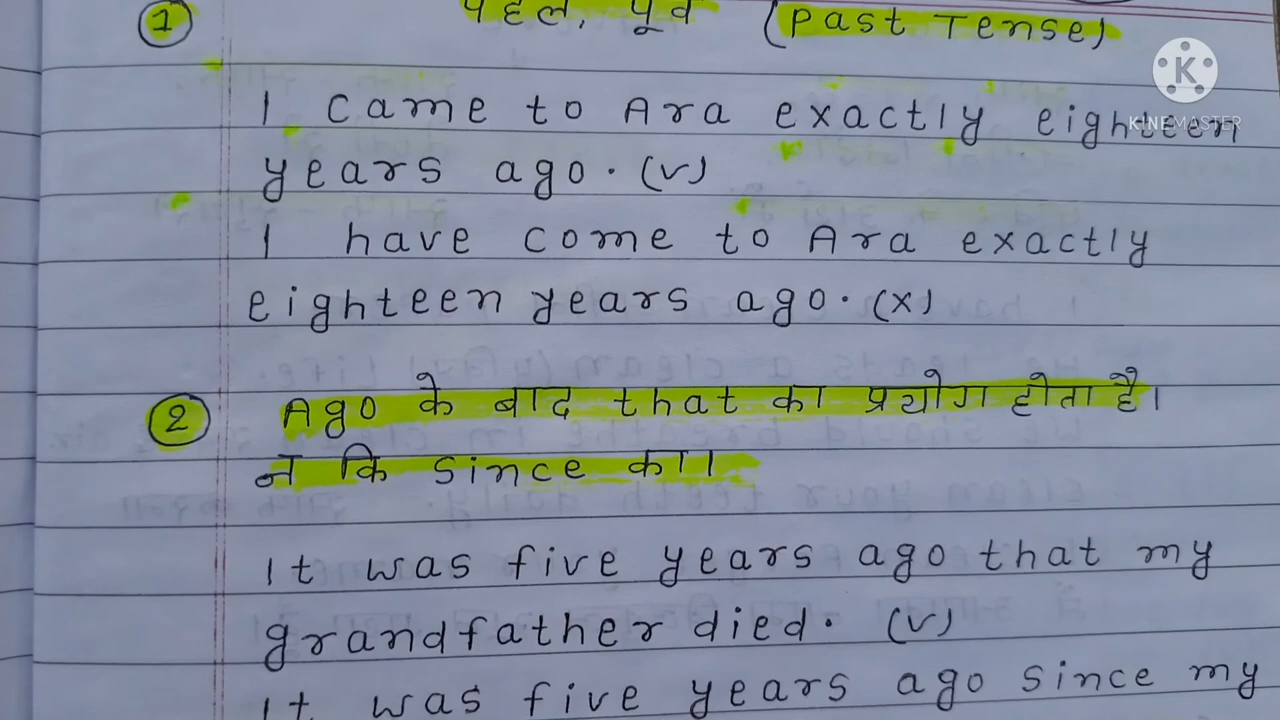 1 पहले, पूर्व (Past Tense)
I came to Ara exactly eighteen
years ago. (v)
I have come to Ara exactly
eighteen years ago. (x)
2 Ago के बाद that का प्रयोग होता है।
न कि since का।
It was five years ago that my
grandfather died. (v)
It was five years ago since my
K
KINEMASTER